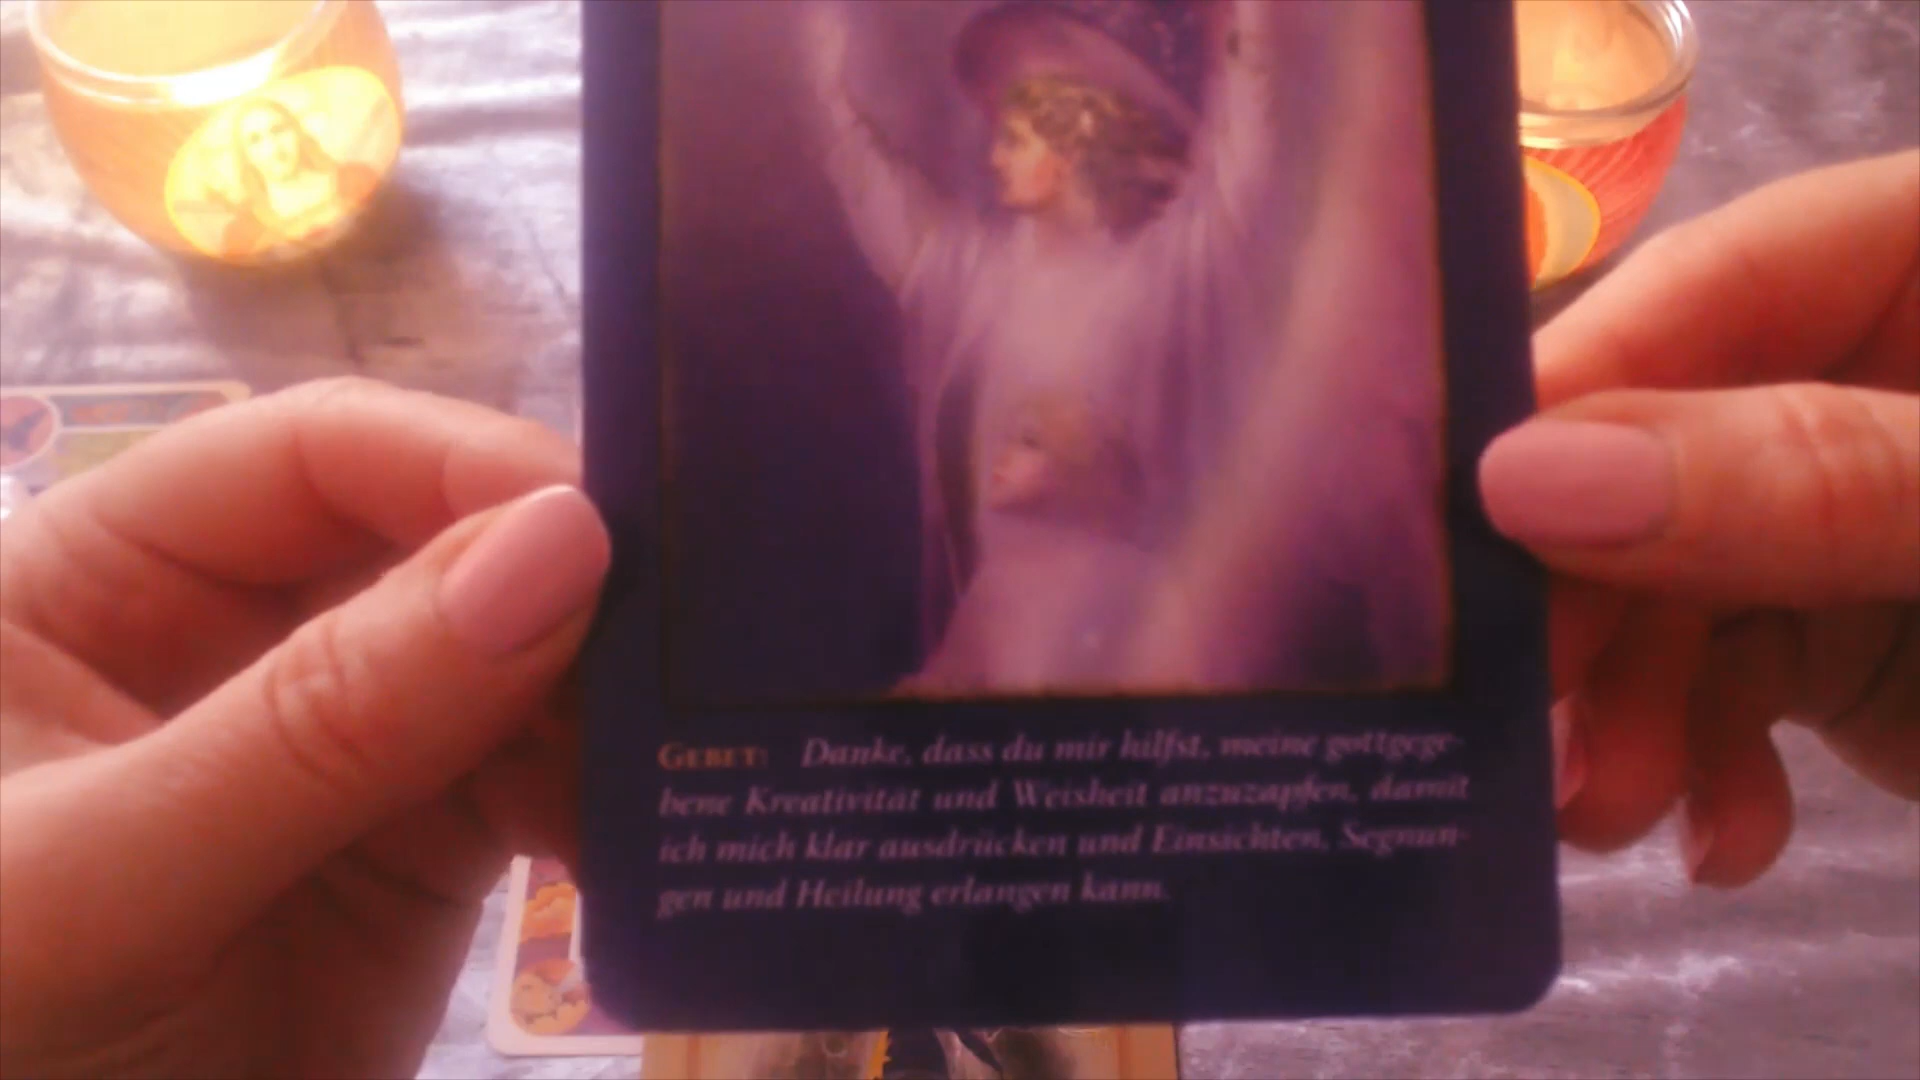 GEBET: Danke, dass du mir hilfst, meine gottgege-
bene Kreativität und Weisheit anzuzapfen, damit
ich mich klar ausdrücken und Einsichten, Segnun-
gen und Heilung erlangen kann.